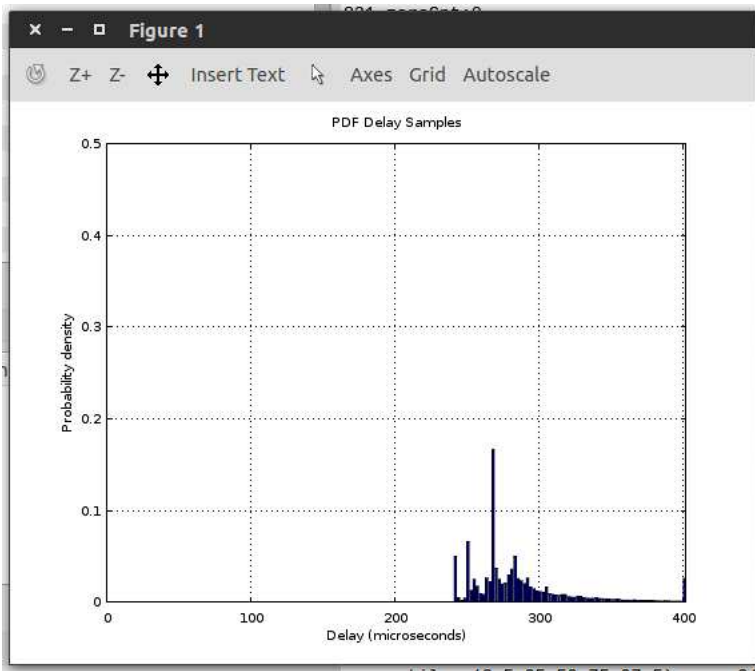 Figure 1
Z+ Z- Insert Text Axes Grid Autoscale
PDF Delay Samples
0.5
0.4
0.3
0.2
0.1
0
Probability density
0 100 200 300 400
Delay (microseconds)